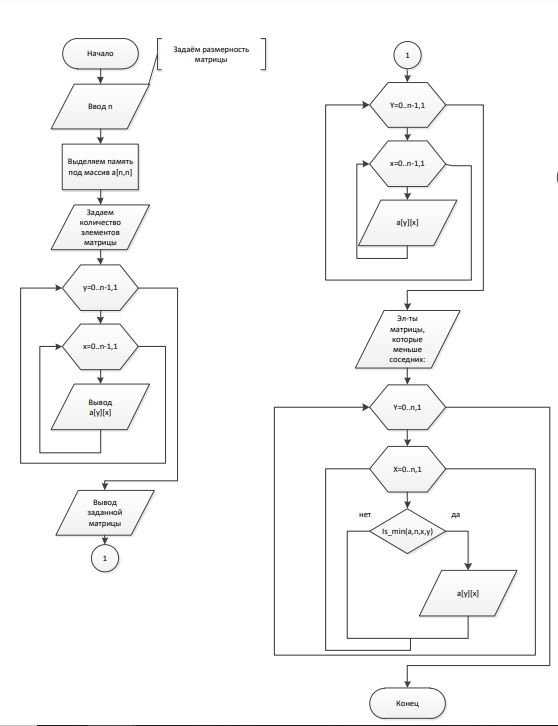 Начало
Задаём размерность
матрицы
Ввод n
Выделяем память
под массив a[n,n]
Задаем
количество
элементов
матрицы
y=0..n-1,1
x=0..n-1,1
Вывод
a[y][x]
Вывод
заданной
матрицы
1
1
Y=0..n-1,1
x=0..n-1,1
a[y][x]
Эл-ты
матрицы,
которые
меньше
соседних:
Y=0..n,1
X=0..n,1
нет
да
Is_min(a,n,x,y)
a[y][x]
Конец